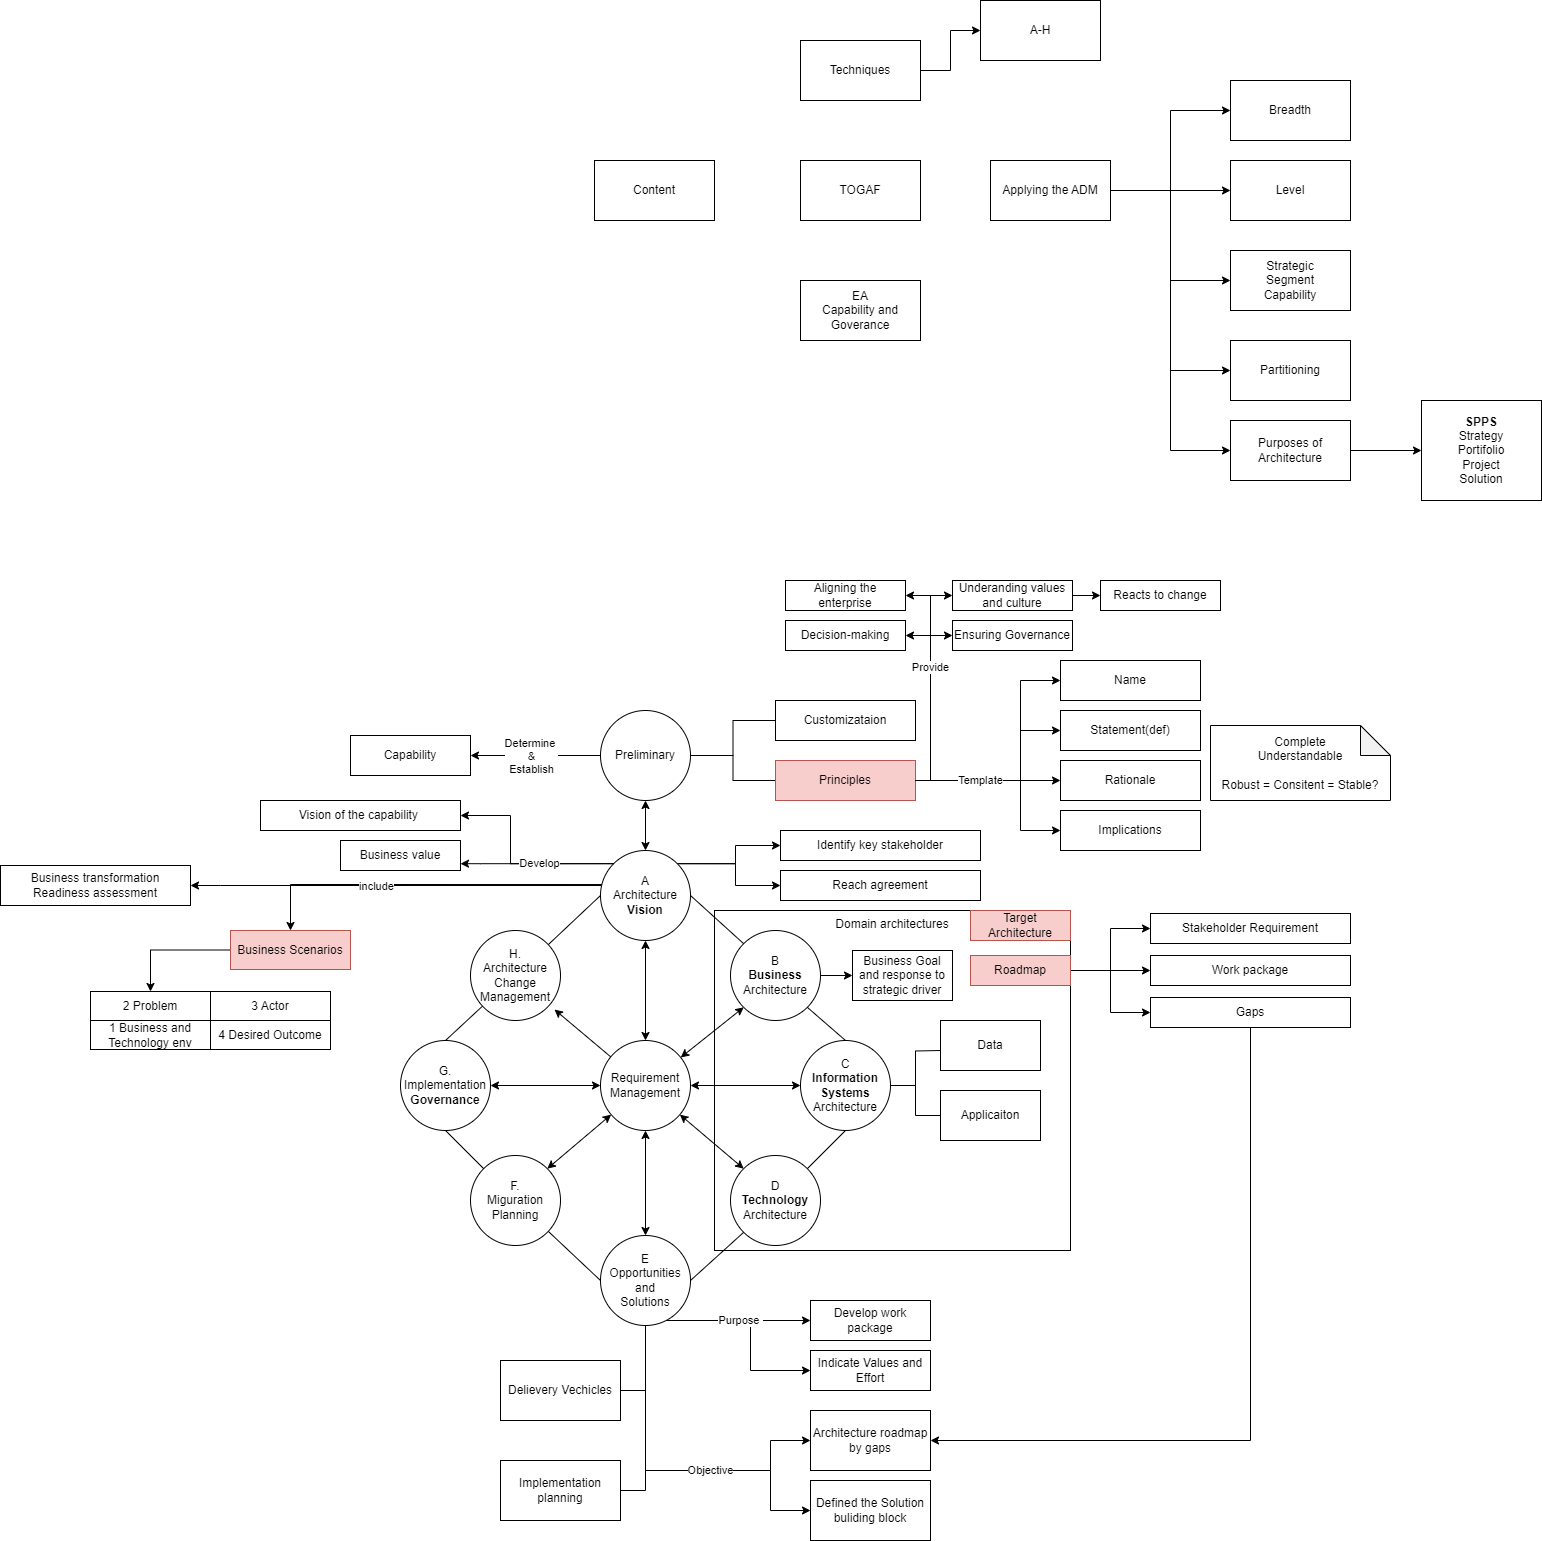 A-H
Techniques
Breadth
Content
TOGAF
Applying the ADM
Level
Strategic
Segment
Capability
EA
Capability and
Goverance
Partitioning
Purposes of
Architecture
SPPS
Strategy
Portifolio
Project
Solution
Aligning the
enterprise
Underanding values
and culture
Reacts to change
Decision-making
Ensuring Governance
Provide
Name
Customizataion
Statement(def)
Complete
Understandable
Robust = Consitent = Stable?
Capability
Determine
&
Establish
Preliminary
Principles
Template
Rationale
Implications
Vision of the capability
Business value
Develop
Identify key stakeholder
Reach agreement
Business transformation
Readiness assessment
include
A
Architecture
Vision
Domain architectures
Target
Architecture
Stakeholder Requirement
Business Scenarios
H.
Architecture
Change
Management
B
Business
Architecture
Business Goal
and response to
strategic driver
Roadmap
Work package
Gaps
2 Problem
3 Actor
1 Business and
Technology env
4 Desired Outcome
G.
Implementation
Governance
Requirement
Management
C
Information
Systems
Architecture
Data
Applicaiton
F.
Miguration
Planning
D
Technology
Architecture
E
Opportunities
and
Solutions
Purpose
Develop work
package
Indicate Values and
Effort
Delievery Vechicles
Architecture roadmap
by gaps
Objective
Implementation
planning
Defined the Solution
buliding block